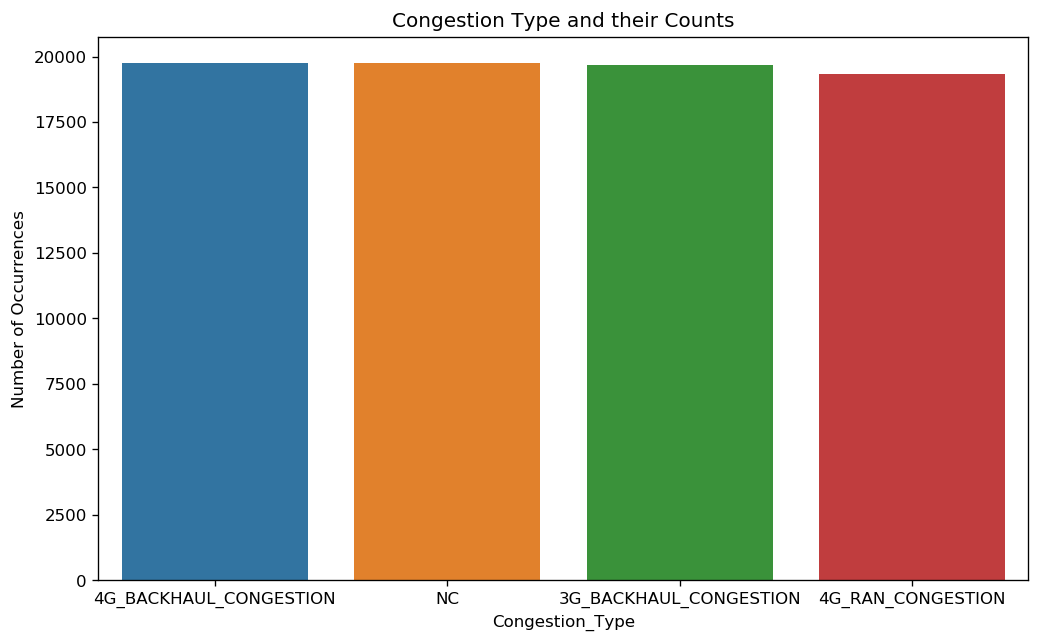 Congestion Type and their Counts
Number of Occurrences
20000
17500
15000
12500
10000
7500
5000
2500
0
4G_BACKHAUL_CONGESTION NC 3G_BACKHAUL_CONGESTION 4G_RAN_CONGESTION
Congestion_Type